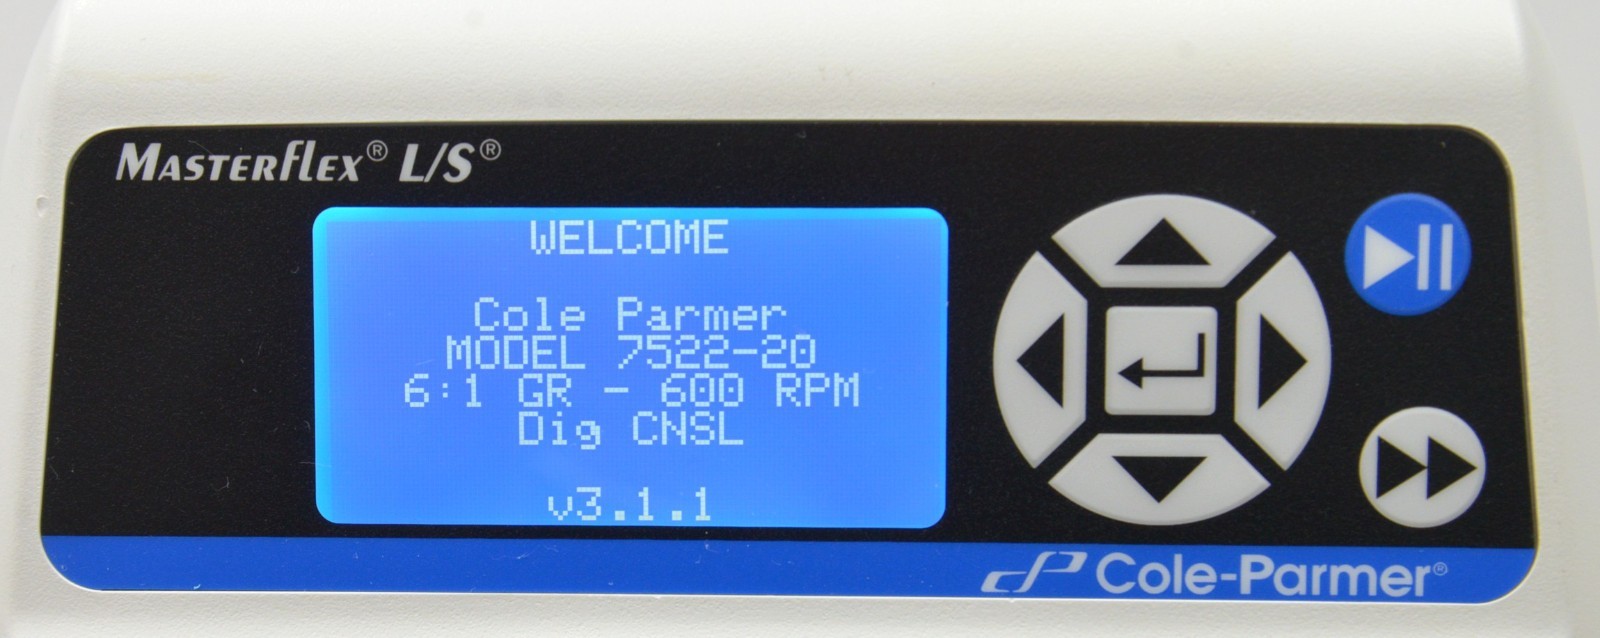 MASTERFLEX® L/S®
WELCOME
Cole Parmer
MODEL 7522-20
6:1 GR - 600 RPM
Dig CNSL
v3.1.1
Cole-Parmer®